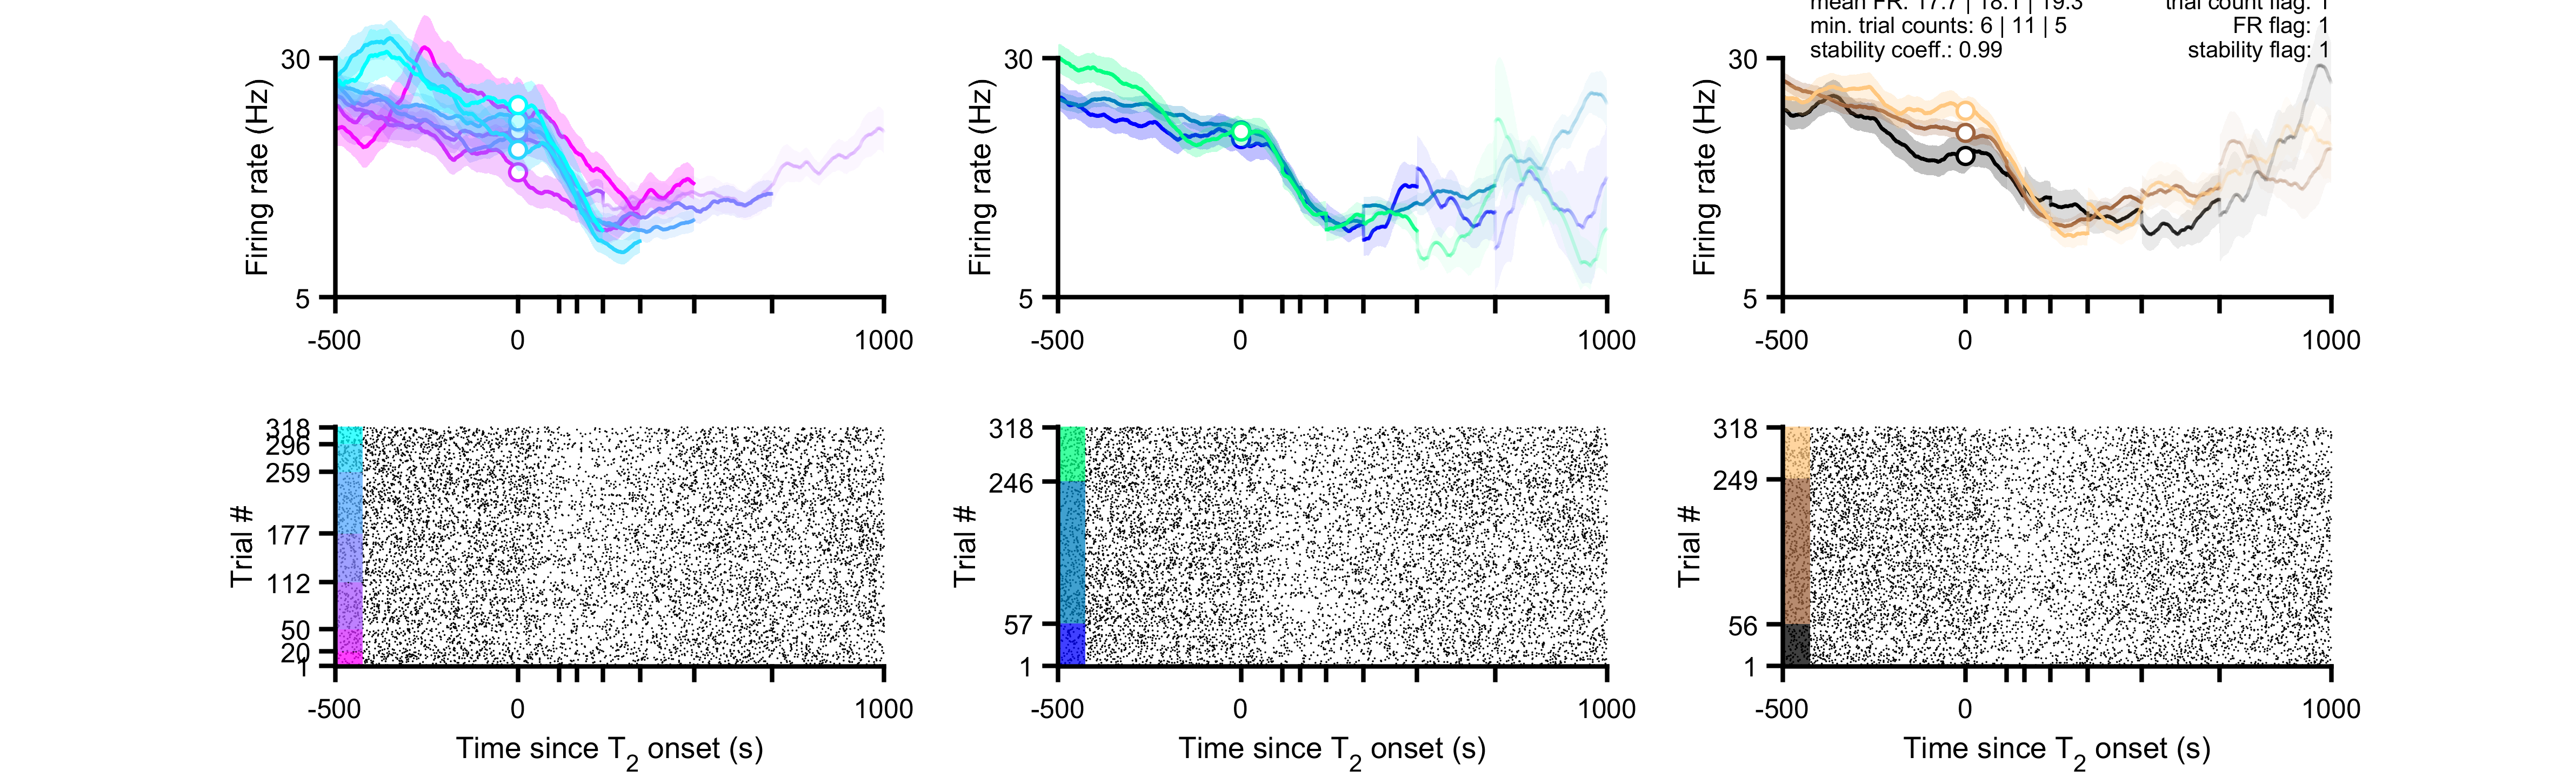 mean FR: 17.7 | 18.1 | 19.3 trial count flag: 1
min. trial counts: 6 | 11 | 5 FR flag: 1
stability coeff.: 0.99 stability flag: 1
30
Firing rate (Hz)
5
-500 0 1000
30
Firing rate (Hz)
5
-500 0 1000
30
Firing rate (Hz)
5
-500 0 1000
318
296
259
177
112
50
20
1
Trial #
-500 0 1000
Time since T2 onset (s)
318
246
57
1
Trial #
-500 0 1000
Time since T2 onset (s)
318
249
56
1
Trial #
-500 0 1000
Time since T2 onset (s)